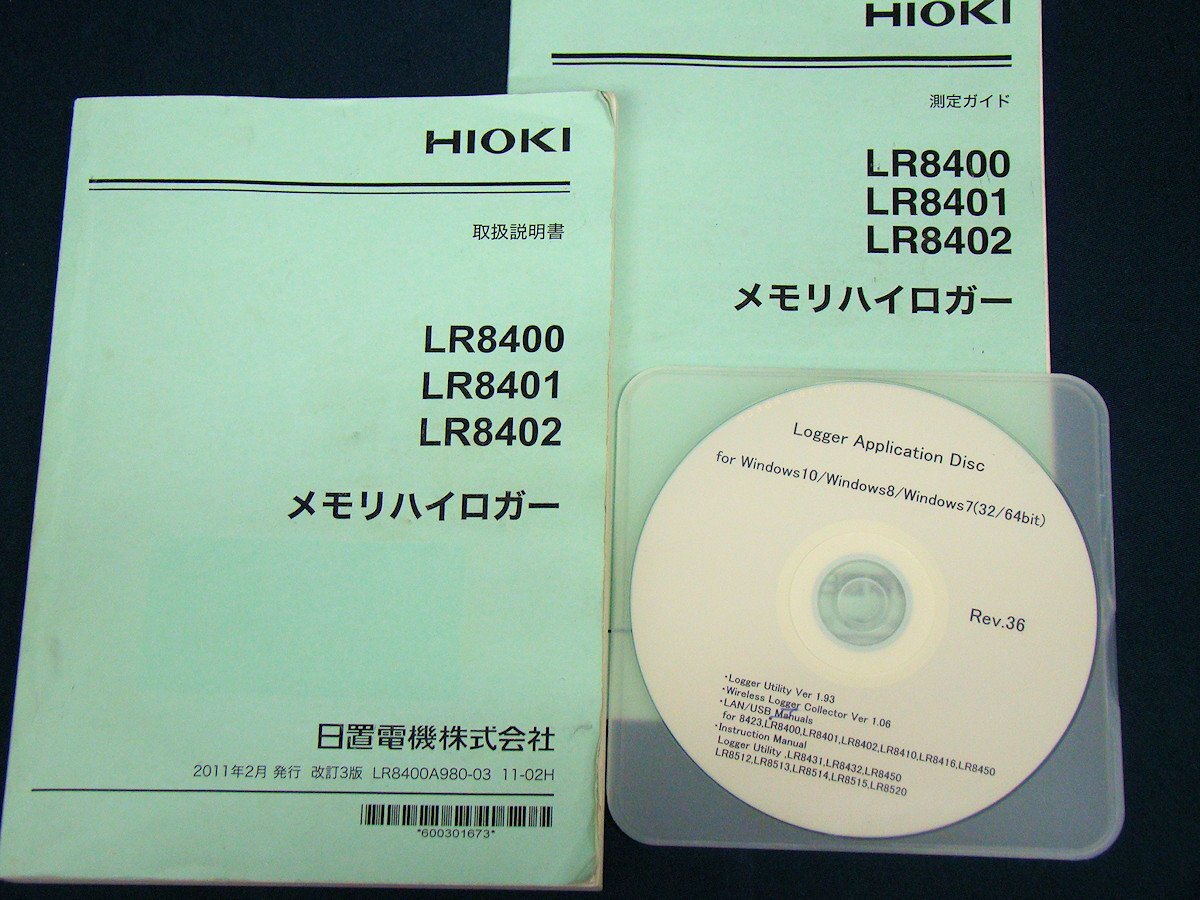 HIOKI
取扱説明書
LR8400
LR8401
LR8402
メモリハイロガー
日置電機株式会社
2011年2月 発行 改訂3版 LR8400A980-03 11-02H
*600301673*
HIOKI
測定ガイド
LR8400
LR8401
LR8402
メモリハイロガー
Logger Application Disc
for Windows10/Windows8/Windows7(32/64bit)
Rev.36
・Logger Utility Ver 1.93
・Wireless Logger Collector Ver 1.06
・LAN/USB Manuals
for 8423,LR8400,LR8401,LR8402,LR8410,LR8416,LR8450
・Instruction Manual
Logger Utility ,LR8431,LR8432,LR8450
LR8512,LR8513,LR8514,LR8515,LR8520